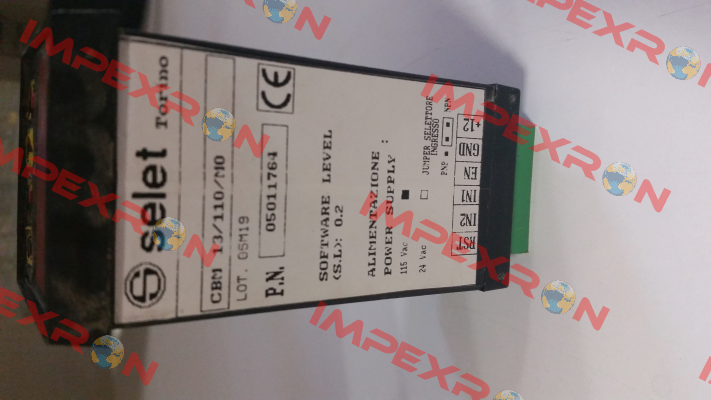 selet Torino
CBM 13/110/M0
LOT. 05M19
P.N. 05011764
CE
SOFTWARE LEVEL
(S.L): 0.2
ALIMENTAZIONE
POWER SUPPLY :
115 Vac
24 Vac
JUMPER SELETTORE
INGRESSO
PNP NPN
RST IN2 IN1 EN GND +12
IMPEXRON
IMPEXRON
IMPEXRON
IMPEXRON
IMPEXRON
IMPEXRON